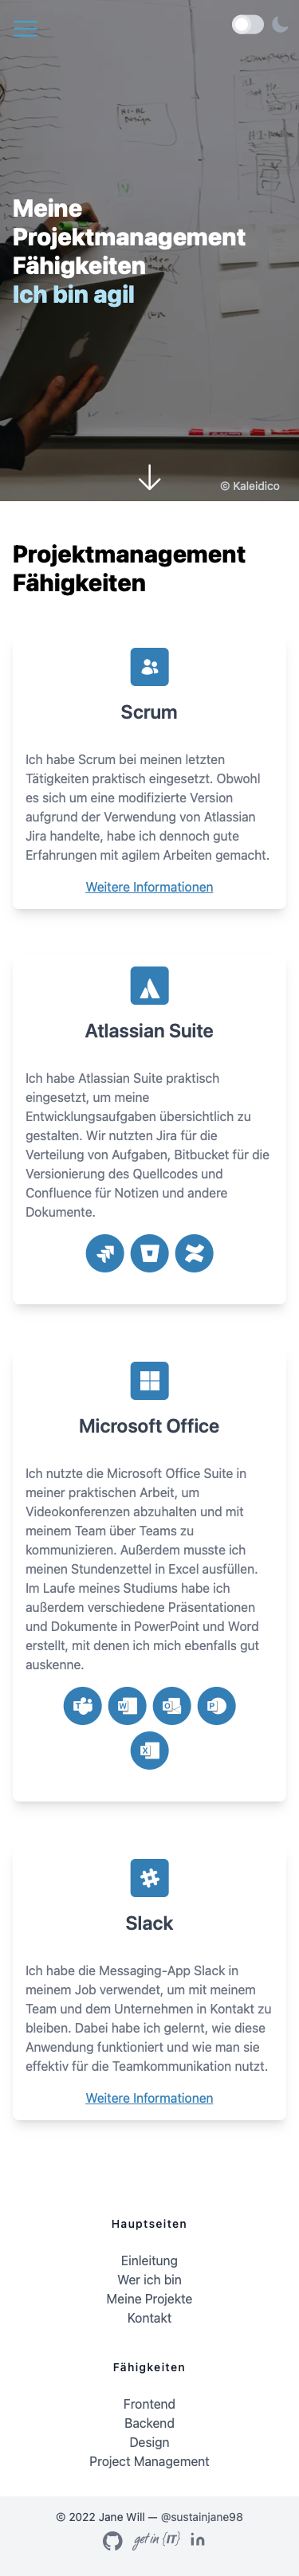 Meine
Projektmanagement
Fähigkeiten
Ich bin agil
© Kaleidico
Projektmanagement
Fähigkeiten
Scrum
Ich habe Scrum bei meinen letzten
Tätigkeiten praktisch eingesetzt. Obwohl
es sich um eine modifizierte Version
aufgrund der Verwendung von Atlassian
Jira handelte, habe ich dennoch gute
Erfahrungen mit agilem Arbeiten gemacht.
Weitere Informationen
Atlassian Suite
Ich habe Atlassian Suite praktisch
eingesetzt, um meine
Entwicklungsaufgaben übersichtlich zu
gestalten. Wir nutzten Jira für die
Verteilung von Aufgaben, Bitbucket für die
Versionierung des Quellcodes und
Confluence für Notizen und andere
Dokumente.
Microsoft Office
Ich nutzte die Microsoft Office Suite in
meiner praktischen Arbeit, um
Videokonferenzen abzuhalten und mit
meinem Team über Teams zu
kommunizieren. Außerdem musste ich
meinen Stundenzettel in Excel ausfüllen.
Im Laufe meines Studiums habe ich
außerdem verschiedene Präsentationen
und Dokumente in PowerPoint und Word
erstellt, mit denen ich mich ebenfalls gut
auskenne.
T W O P
X
Slack
Ich habe die Messaging-App Slack in
meinem Job verwendet, um mit meinem
Team und dem Unternehmen in Kontakt zu
bleiben. Dabei habe ich gelernt, wie diese
Anwendung funktioniert und wie man sie
effektiv für die Teamkommunikation nutzt.
Weitere Informationen
Hauptseiten
Einleitung
Wer ich bin
Meine Projekte
Kontakt
Fähigkeiten
Frontend
Backend
Design
Project Management
© 2022 Jane Will — @sustainjane98
get in {IT} in